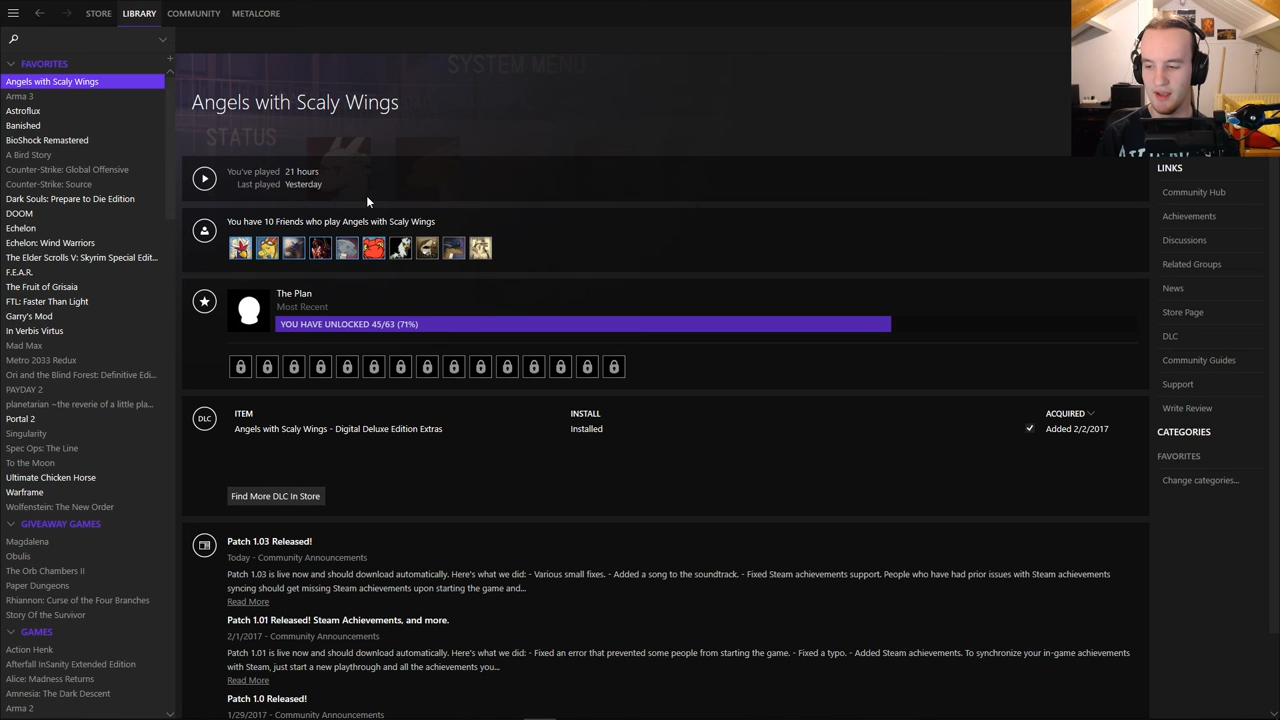 STORE LIBRARY COMMUNITY METALCORE
FAVORITES
Angels with Scaly Wings
Arma 3
Astroflux
Banished
BioShock Remastered
A Bird Story
Counter-Strike: Global Offensive
Counter-Strike: Source
Dark Souls: Prepare to Die Edition
DOOM
Echelon
Echelon: Wind Warriors
The Elder Scrolls V: Skyrim Special Edit...
F.E.A.R.
The Fruit of Grisaia
FTL: Faster Than Light
Garry's Mod
In Verbis Virtus
Mad Max
Metro 2033 Redux
Ori and the Blind Forest: Definitive Edi...
PAYDAY 2
planetarian ~the reverie of a little pla...
Portal 2
Singularity
Spec Ops: The Line
To the Moon
Ultimate Chicken Horse
Warframe
Wolfenstein: The New Order
GIVEAWAY GAMES
Magdalena
Obulis
The Orb Chambers II
Paper Dungeons
Rhiannon: Curse of the Four Branches
Story Of the Survivor
GAMES
Action Henk
Afterfall InSanity Extended Edition
Alice: Madness Returns
Amnesia: The Dark Descent
Arma 2
SYSTEM MENU
Angels with Scaly Wings
STATUS
You've played 21 hours
Last played Yesterday
You have 10 Friends who play Angels with Scaly Wings
The Plan
Most Recent
YOU HAVE UNLOCKED 45/63 (71%)
DLC
ITEM INSTALL ACQUIRED
Angels with Scaly Wings - Digital Deluxe Edition Extras Installed Added 2/2/2017
Find More DLC In Store
Patch 1.03 Released!
Today - Community Announcements
Patch 1.03 is live now and should download automatically. Here's what we did: - Various small fixes. - Added a song to the soundtrack. - Fixed Steam achievements support. People who have had prior issues with Steam achievements
syncing should get missing Steam achievements upon starting the game and...
Read More
Patch 1.01 Released! Steam Achievements, and more.
2/1/2017 - Community Announcements
Patch 1.01 is live now and should download automatically. Here's what we did: - Fixed an error that prevented some people from starting the game. - Fixed a typo. - Added Steam achievements. To synchronize your in-game achievements
with Steam, just start a new playthrough and all the achievements you...
Read More
Patch 1.0 Released!
1/29/2017 - Community Announcements
LINKS
Community Hub
Achievements
Discussions
Related Groups
News
Store Page
DLC
Community Guides
Support
Write Review
CATEGORIES
FAVORITES
Change categories...